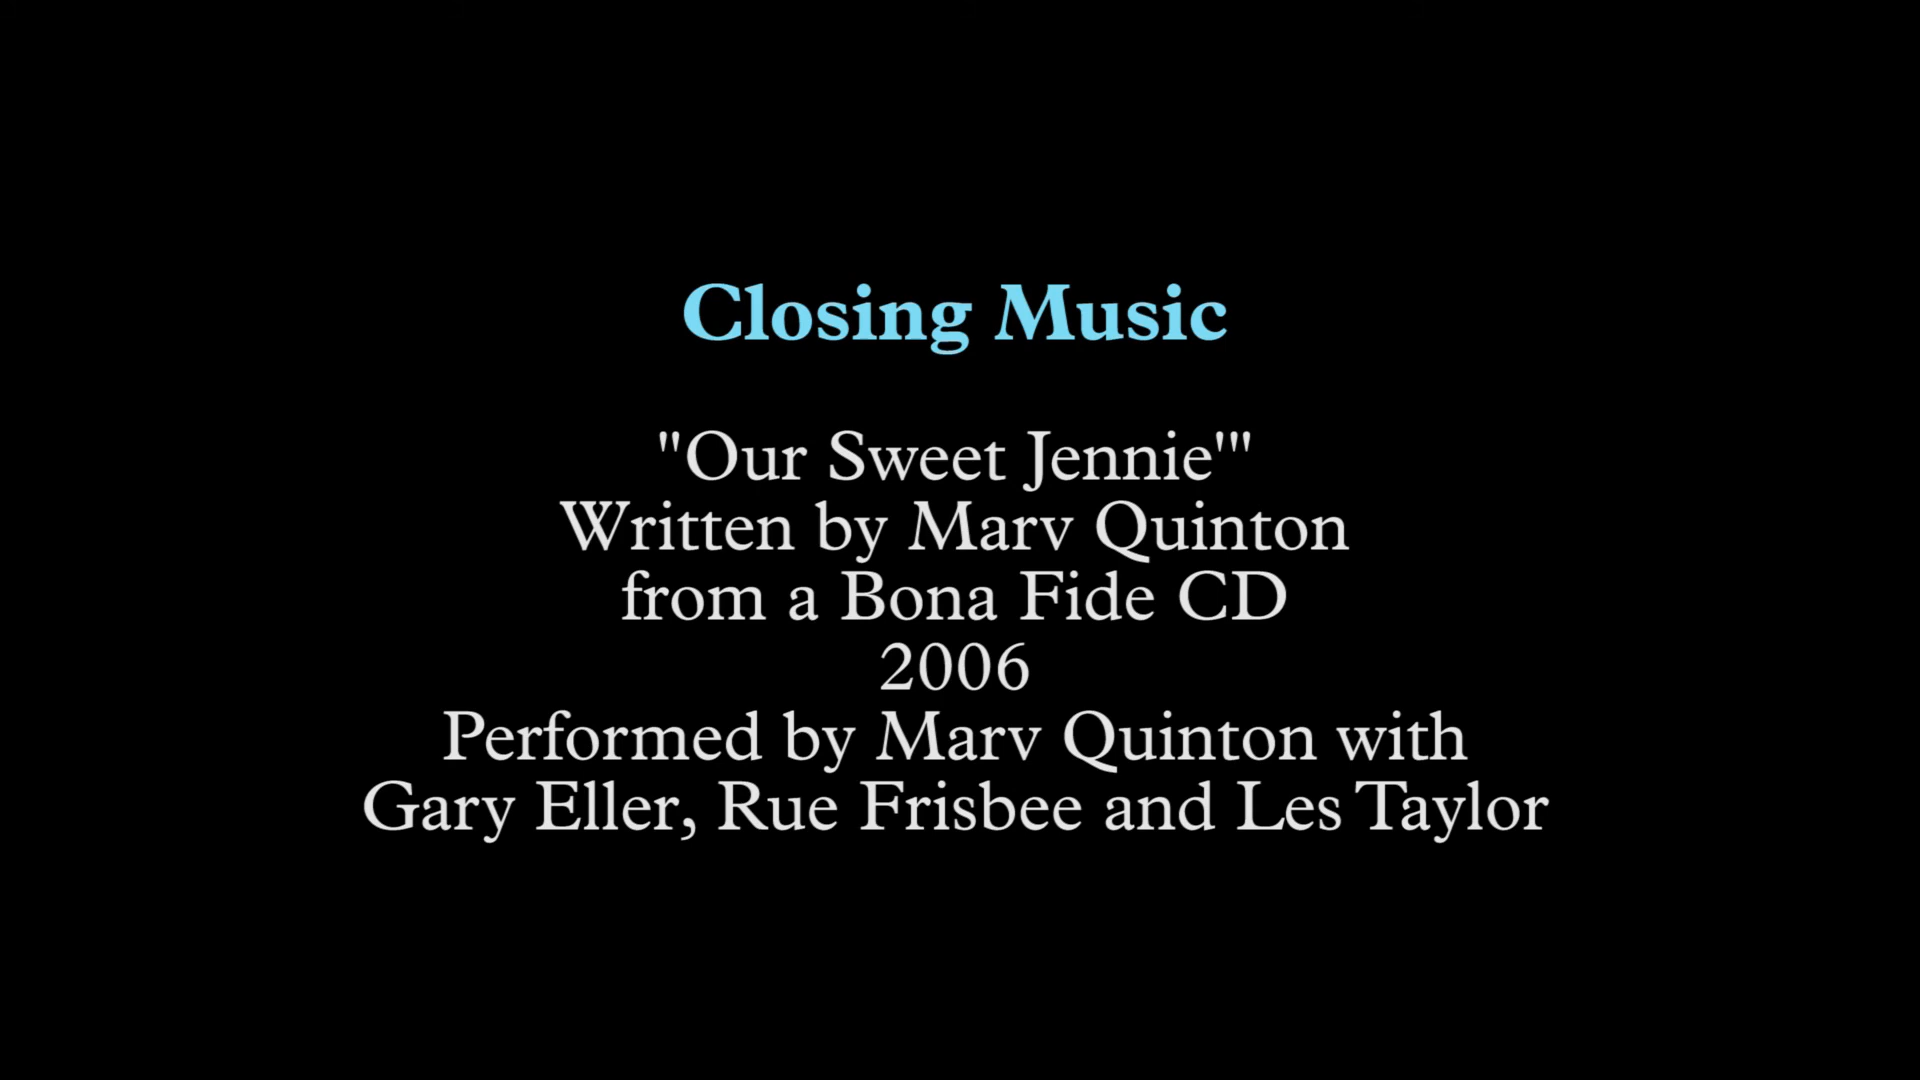 Closing Music
"Our Sweet Jennie'"
Written by Marv Quinton
from a Bona Fide CD
2006
Performed by Marv Quinton with
Gary Eller, Rue Frisbee and Les Taylor